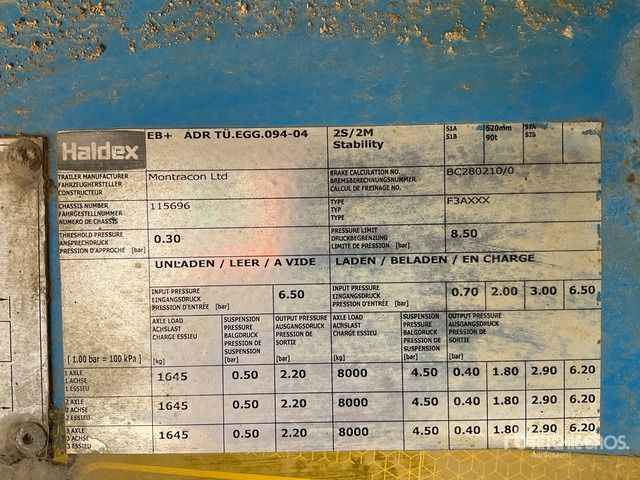 Haldex
EB+ ADR TÜ.EGG.094-04
2S/2M
Stability
S1A 520mm S2A
S1B 90t S2B
TRAILER MANUFACTURER
FAHRZEUGHERSTELLER
CONSTRUCTEUR
Montracon Ltd
BRAKE CALCULATION NO.
BREMSBERECHNUNGSNUMMER
CALCUL DE FREINAGE NO.
BC280210/0
CHASSIS NUMBER
FAHRGESTELLNUMMER
NUMERO DE CHASSIS
115696
TYPE
TYP
TYPE
F3AXXX
THRESHOLD PRESSURE
ANSPRECHDRUCK
PRESSION D'APPROCHE [bar]
0.30
PRESSURE LIMIT
DRUCKBEGRENZUNG
LIMITE DE PRESSION [bar]
8.50
UNLADEN / LEER / A VIDE
LADEN / BELADEN / EN CHARGE
INPUT PRESSURE
EINGANGSDRUCK
PRESSION D'ENTRÉE [bar]
6.50
INPUT PRESSURE
EINGANGSDRUCK
PRESSION D'ENTRÉE [bar]
0.70 2.00 3.00 6.50
[ 1.00 bar = 100 kPa ]
AXLE LOAD
ACHSLAST
CHARGE ESSIEU
[kg]
SUSPENSION
PRESSURE
BALGDRUCK
PRESSION DE
SUSPENSION
[bar]
OUTPUT PRESSURE
AUSGANGSDRUCK
PRESSION DE
SORTIE
[bar]
AXLE LOAD
ACHSLAST
CHARGE ESSIEU
[kg]
SUSPENSION
PRESSURE
BALGDRUCK
PRESSION DE
SUSPENSION
[bar]
OUTPUT PRESSURE
AUSGANGSDRUCK
PRESSION DE
SORTIE
[bar]
1 AXLE
1 ACHSE
1 ESSIEU
1645 0.50 2.20 8000 4.50 0.40 1.80 2.90 6.20
2 AXLE
2 ACHSE
2 ESSIEU
1645 0.50 2.20 8000 4.50 0.40 1.80 2.90 6.20
3 AXLE
3 ACHSE
3 ESSIEU
1645 0.50 2.20 8000 4.50 0.40 1.80 2.90 6.20
Auctioneers